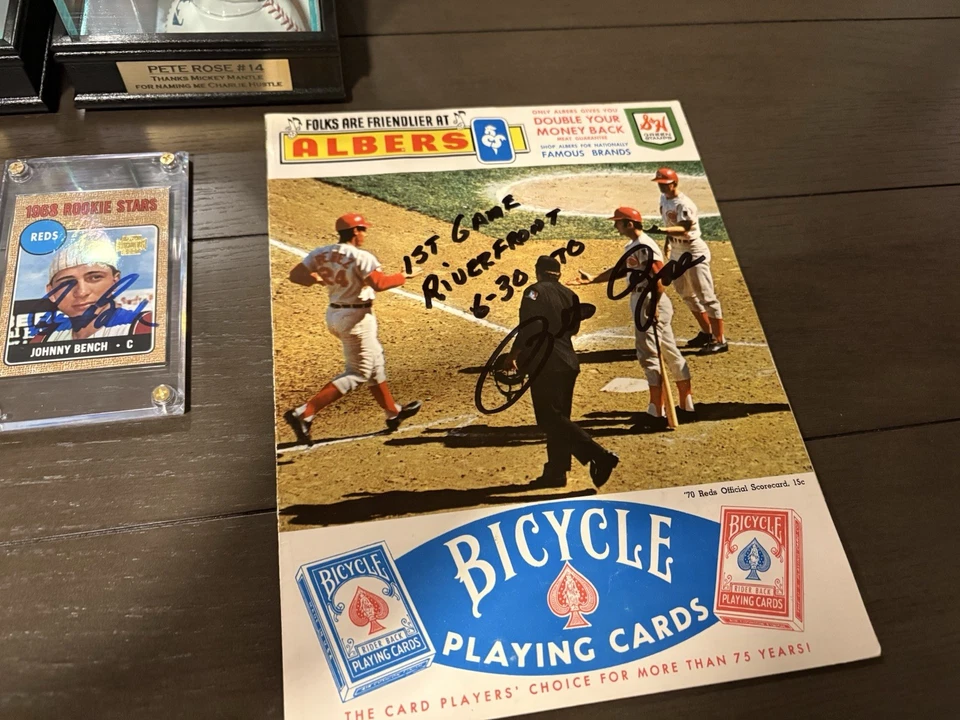 PETE ROSE #14
THANKS MICKEY MANTLE
FOR NAMING ME CHARLIE HUSTLE
FOLKS ARE FRIENDLIER AT
ALBERS
ONLY ALBERS GIVES YOU
DOUBLE YOUR
MONEY BACK
MEAT GUARANTEE
SHOP ALBERS FOR NATIONALLY
FAMOUS BRANDS
S&H
GREEN
STAMPS
1968 ROOKIE STARS
REDS
JOHNNY BENCH - C
1ST GAME
RIVERFRONT
6-30 70
'70 Reds Official Scorecard, 15c
BICYCLE
PLAYING CARDS
BICYCLE
RIDER BACK
PLAYING CARDS
BICYCLE
RIDER BACK
PLAYING CARDS
THE CARD PLAYERS' CHOICE FOR MORE THAN 75 YEARS!